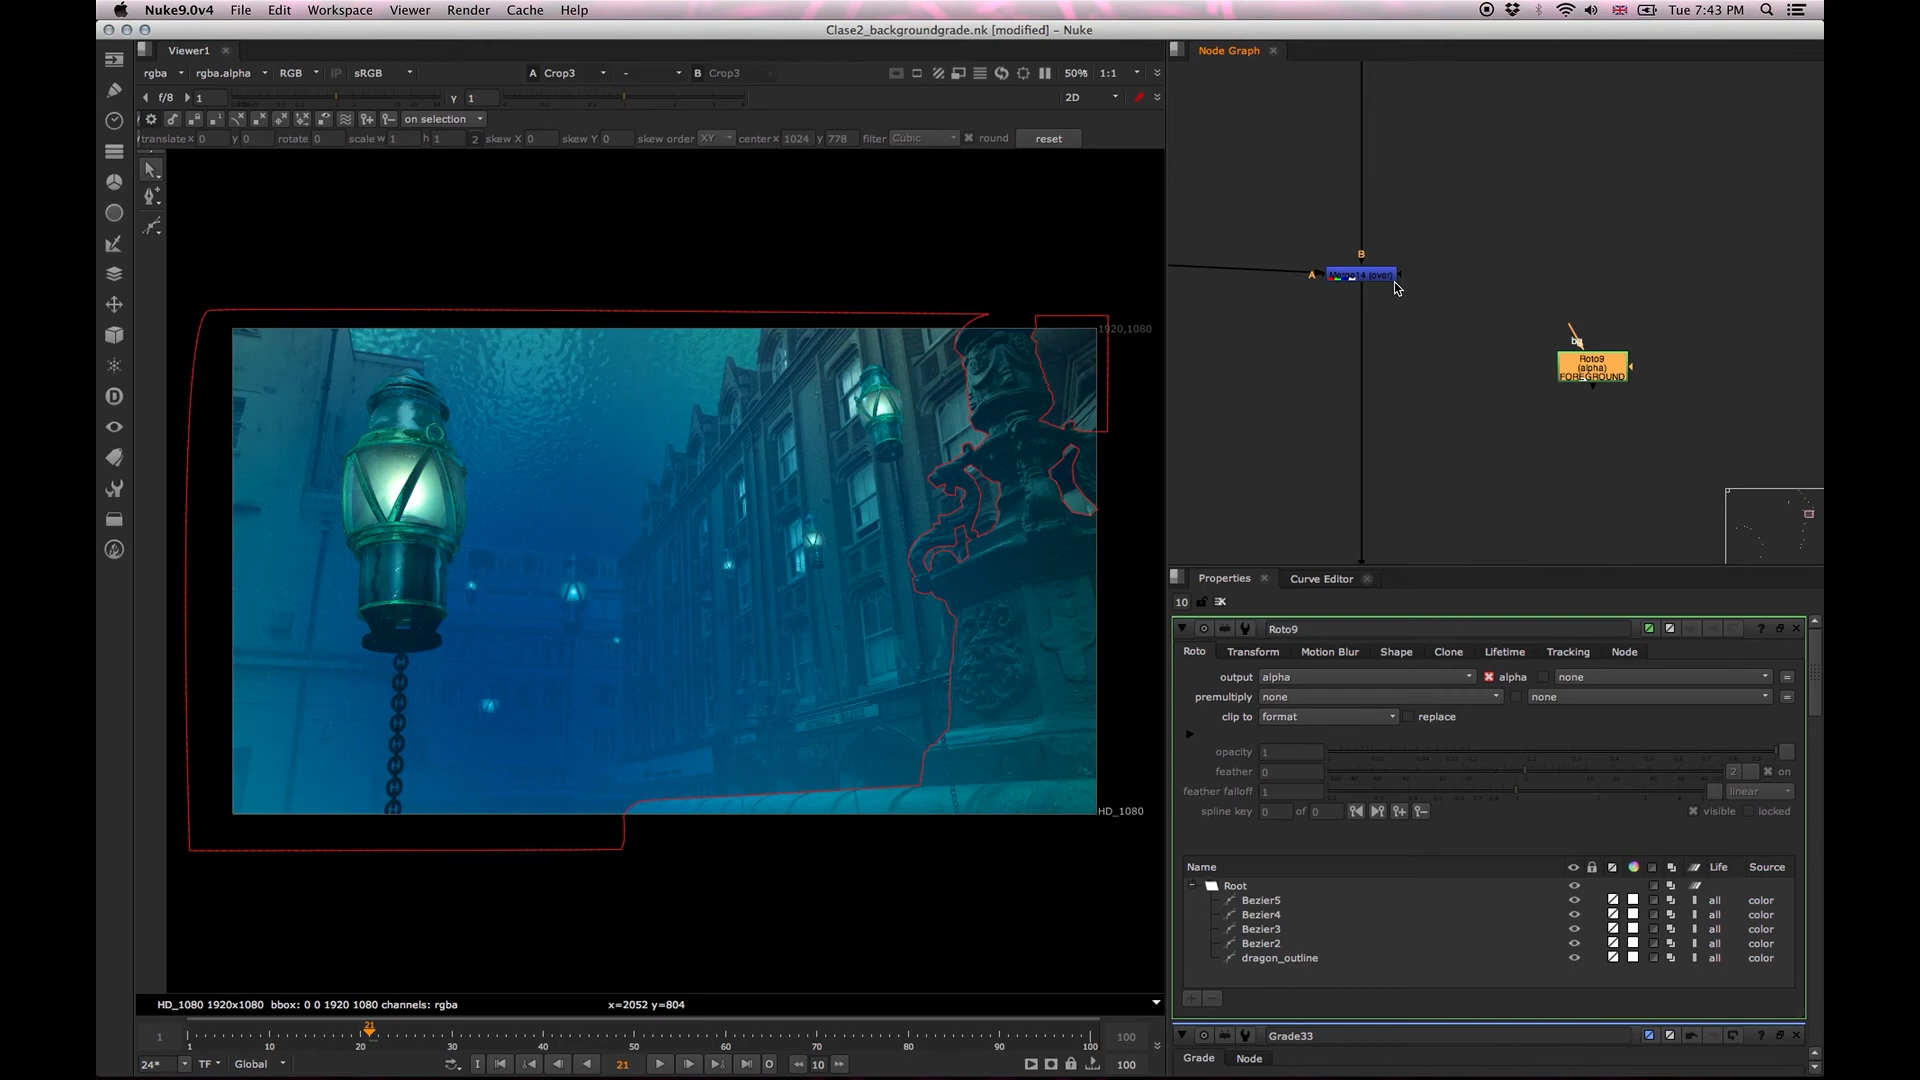 Nuke9.0v4 File Edit Workspace Viewer Render Cache Help Tue 7:43 PM
Clase2_backgroundgrade.nk [modified] – Nuke
Viewer1
rgba rgba.alpha RGB IP sRGB A Crop3 - B Crop3 50% 1:1
f/8 1 Y 1 2D
on selection
translate x 0 y 0 rotate 0 scale w 1 h 1 2 skew X 0 skew Y 0 skew order XY center x 1024 y 778 filter Cubic round reset
1920,1080
HD_1080
HD_1080 1920x1080 bbox: 0 0 1920 1080 channels: rgba x=2052 y=804
21
1 1 10 20 30 40 50 60 70 80 90 100 100
24* TF Global I 21 O 10 100
Node Graph
B
A Merge14 (over)
bg
Roto9
(alpha)
FOREGROUND
Properties Curve Editor
10
Roto9
Roto Transform Motion Blur Shape Clone Lifetime Tracking Node
output alpha alpha none =
premultiply none none =
clip to format replace
opacity 1
feather 0 2 on
feather falloff 1 linear
spline key 0 of 0 visible locked
Name Life Source
Root
Bezier5 all color
Bezier4 all color
Bezier3 all color
Bezier2 all color
dragon_outline all color
Grade33
Grade Node